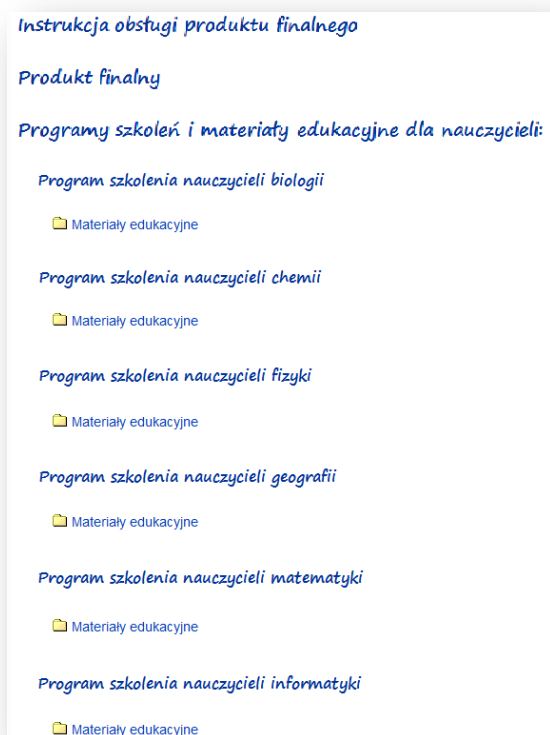 Instrukcja obsługi produktu finalnego
Produkt finalny
Programy szkoleń i materiały edukacyjne dla nauczycieli:
Program szkolenia nauczycieli biologii
Materiały edukacyjne
Program szkolenia nauczycieli chemii
Materiały edukacyjne
Program szkolenia nauczycieli fizyki
Materiały edukacyjne
Program szkolenia nauczycieli geografii
Materiały edukacyjne
Program szkolenia nauczycieli matematyki
Materiały edukacyjne
Program szkolenia nauczycieli informatyki
Materiały edukacyjne